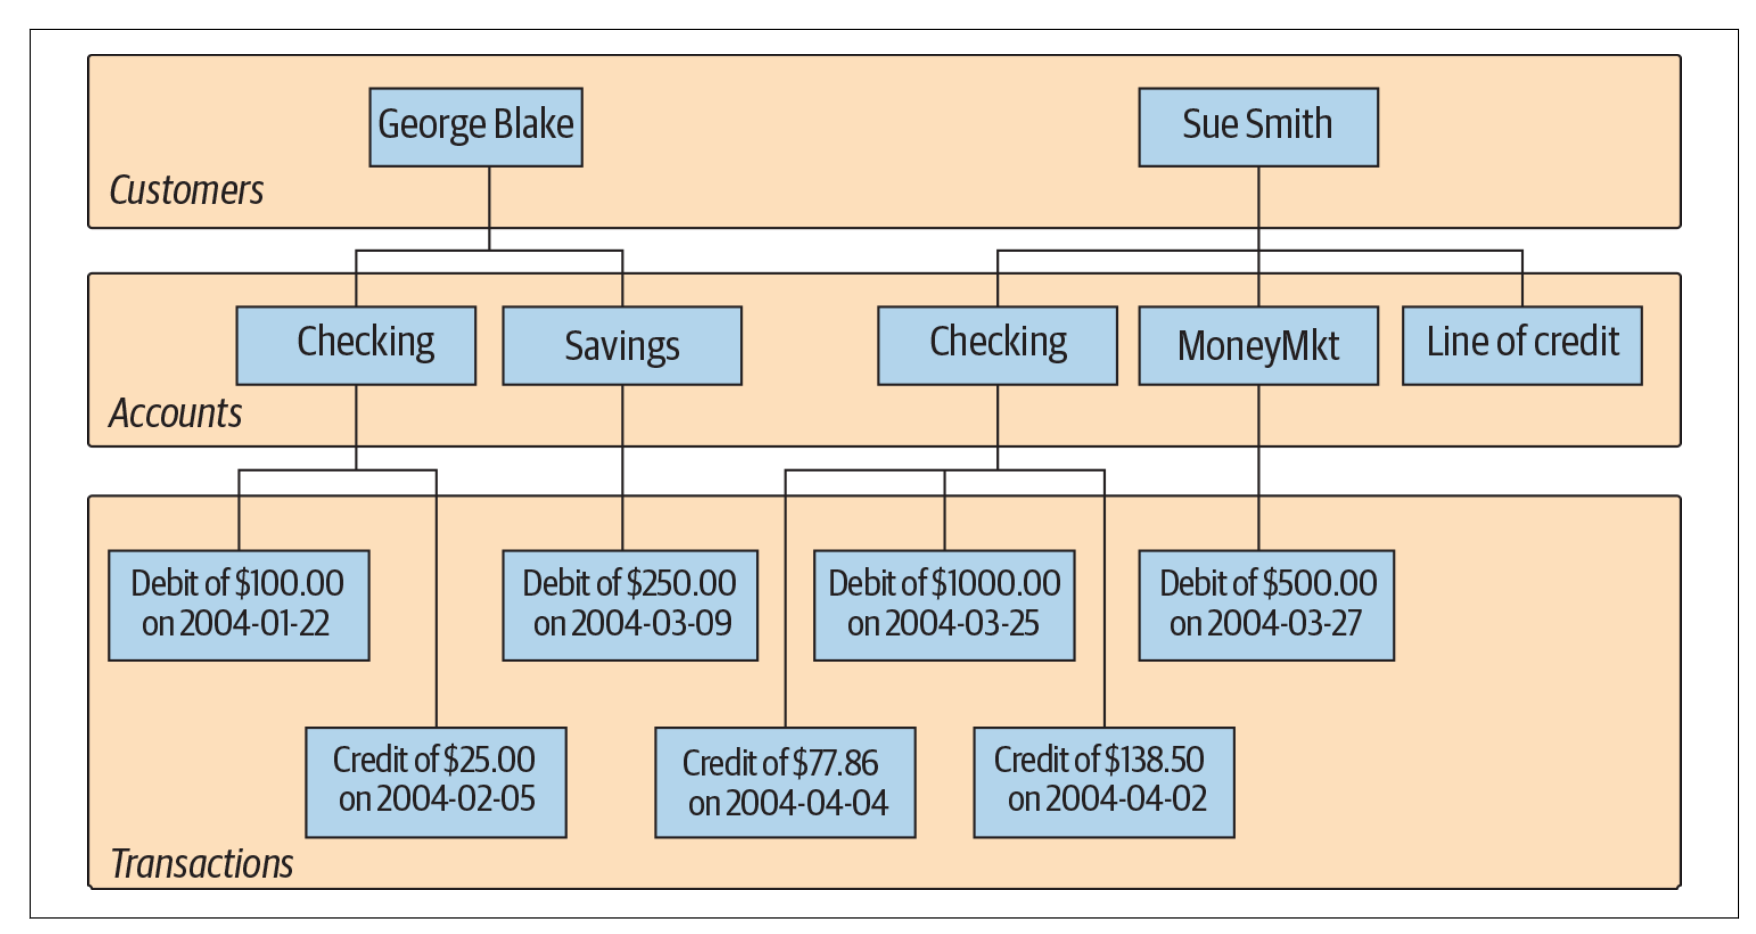 George Blake
Sue Smith
Customers
Checking
Savings
Checking
MoneyMkt
Line of credit
Accounts
Debit of $100.00
on 2004-01-22
Debit of $250.00
on 2004-03-09
Debit of $1000.00
on 2004-03-25
Debit of $500.00
on 2004-03-27
Credit of $25.00
on 2004-02-05
Credit of $77.86
on 2004-04-04
Credit of $138.50
on 2004-04-02
Transactions